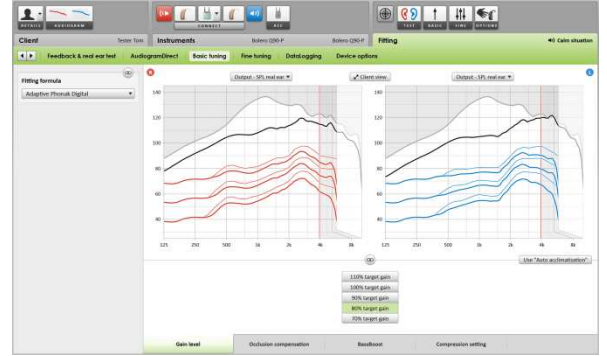 DETAILS AUDIOGRAM CONNECT ACC TEST BASIC FINE OPTIONS
Client Tester Tom Instruments Bolero Q90-P Bolero Q90-P Fitting Calm situation
Feedback & real ear test AudiogramDirect Basic tuning Fine tuning DataLogging Device options
Fitting formula
Adaptive Phonak Digital
Output - SPL real ear Client view Output - SPL real ear
140 140
120 120
100 100
80 80
60 60
40 40
125 250 500 1k 2k 4k 8k 125 250 500 1k 2k 4k 8k
Use "Auto acclimatization"
110% target gain
100% target gain
90% target gain
80% target gain
70% target gain
Gain level Occlusion compensation BassBoost Compression setting